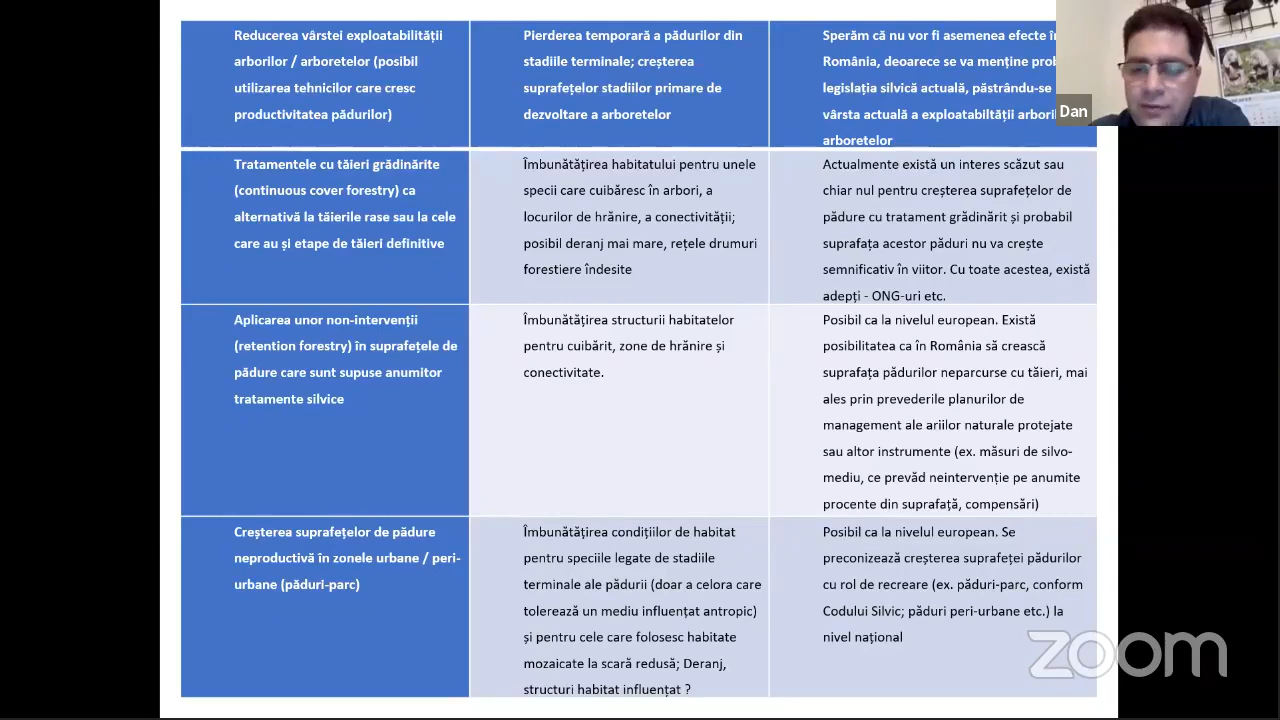 Reducerea vârstei exploatabilității
arborilor / arboretelor (posibil
utilizarea tehnicilor care cresc
productivitatea pădurilor)
Pierderea temporară a pădurilor din
stadiile terminale; creșterea
suprafețelor stadiilor primare de
dezvoltare a arboretelor
Sperăm că nu vor fi asemenea efecte
România, deoarece se va menține
legislația silvică actuală, păstrându-se
vârsta actuală a exploatabiltății
arboretelor
Dan
Tratamentele cu tăieri grădinărite
(continuous cover forestry) ca
alternativă la tăierile rase sau la cele
care au și etape de tăieri definitive
Îmbunătățirea habitatului pentru unele
specii care cuibăresc în arbori, a
locurilor de hrănire, a conectivității;
posibil deranj mai mare, rețele drumuri
forestiere îndesite
Actualmente există un interes scăzut sau
chiar nul pentru creșterea suprafețelor de
pădure cu tratament grădinărit și probabil
suprafața acestor păduri nu va crește
semnificativ în viitor. Cu toate acestea, există
adepți - ONG-uri etc.
Aplicarea unor non-intervenții
(retention forestry) în suprafețele de
pădure care sunt supuse anumitor
tratamente silvice
Îmbunătățirea structurii habitatelor
pentru cuibărit, zone de hrănire și
conectivitate.
Posibil ca la nivelul european. Există
posibilitatea ca în România să crească
suprafața pădurilor neparcurse cu tăieri, mai
ales prin prevederile planurilor de
management ale ariilor naturale protejate
sau altor instrumente (ex. măsuri de silvo-
mediu, ce prevăd neintervenție pe anumite
procente din suprafață, compensări)
Creșterea suprafețelor de pădure
neproductivă în zonele urbane / peri-
urbane (păduri-parc)
Îmbunătățirea condițiilor de habitat
pentru speciile legate de stadiile
terminale ale pădurii (doar a celora care
tolerează un mediu influențat antropic)
și pentru cele care folosesc habitate
mozaicate la scară redusă; Deranj,
structuri habitat influențat ?
Posibil ca la nivelul european. Se
preconizează creșterea suprafeței pădurilor
cu rol de recreare (ex. păduri-parc, conform
Codului Silvic; păduri peri-urbane etc.) la
nivel național
zoom